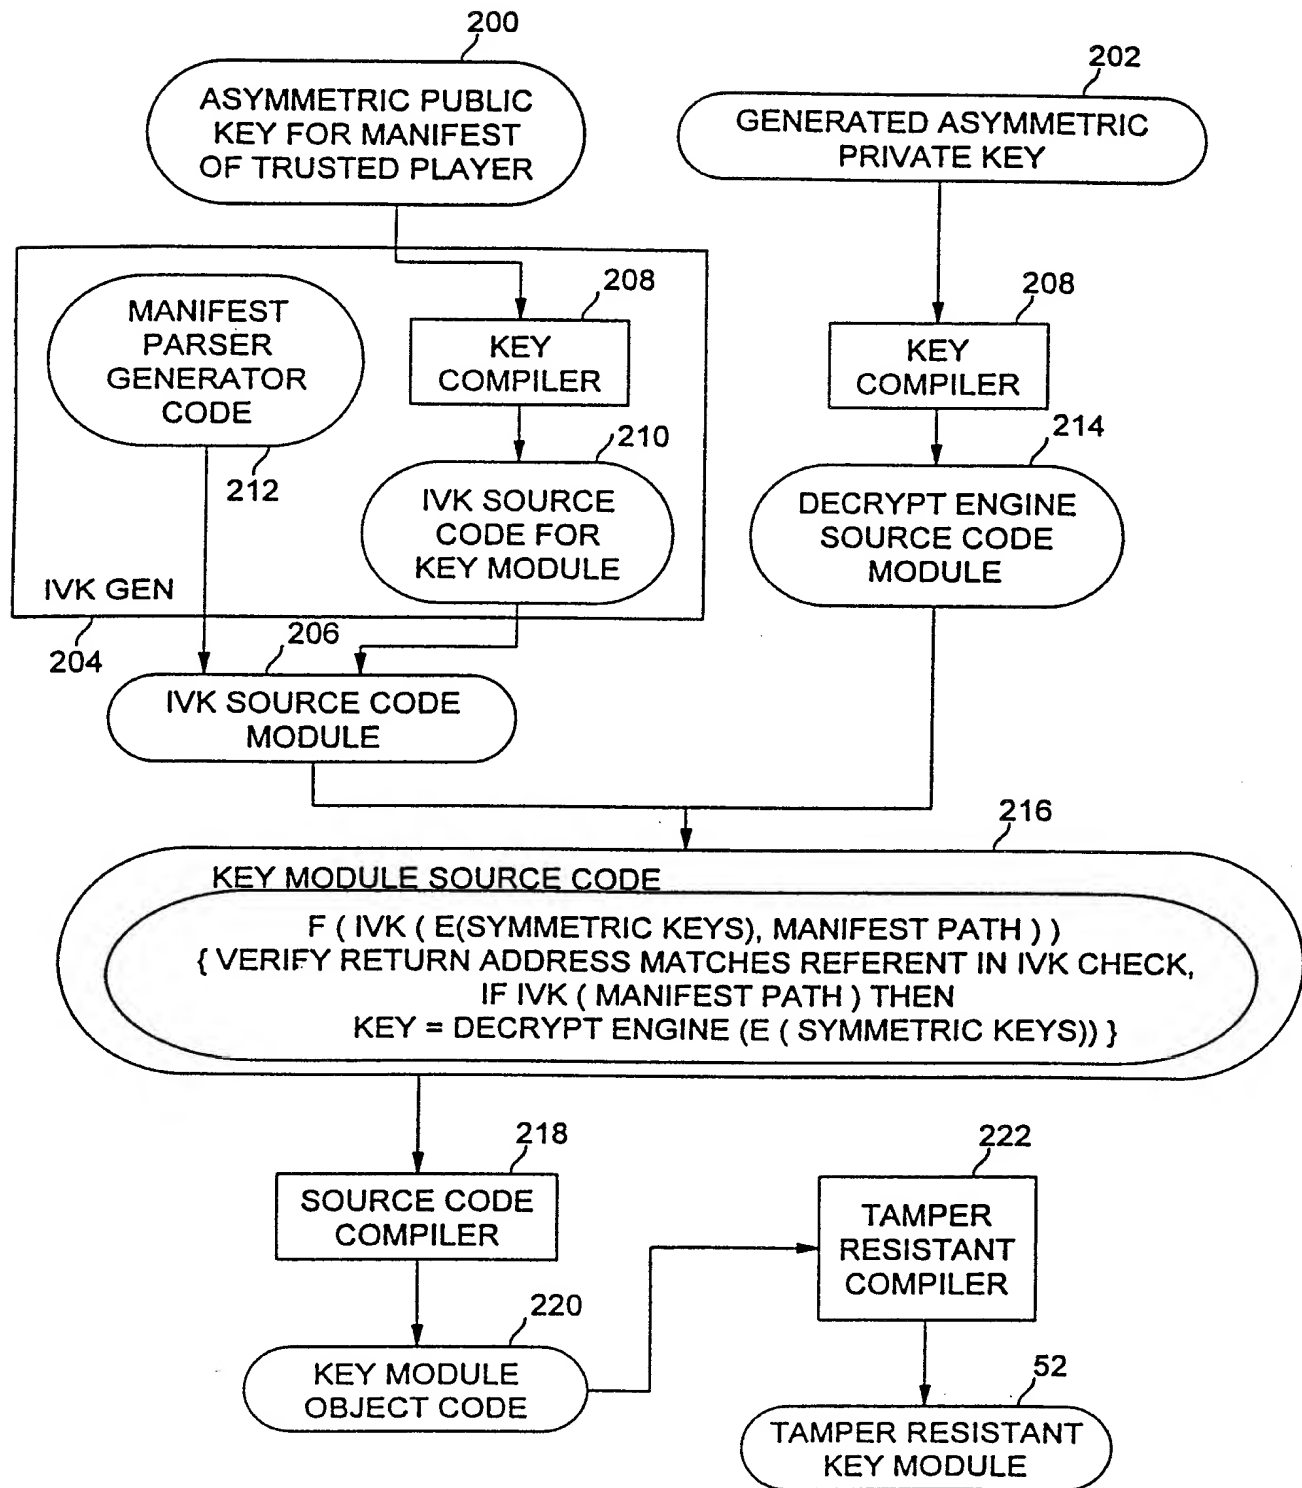 200
ASYMMETRIC PUBLIC
KEY FOR MANIFEST
OF TRUSTED PLAYER
202
GENERATED ASYMMETRIC
PRIVATE KEY
MANIFEST
PARSER
GENERATOR
CODE
212
208
KEY
COMPILER
210
IVK SOURCE
CODE FOR
KEY MODULE
IVK GEN
204
208
KEY
COMPILER
214
DECRYPT ENGINE
SOURCE CODE
MODULE
206
IVK SOURCE CODE
MODULE
216
KEY MODULE SOURCE CODE
F ( IVK ( E(SYMMETRIC KEYS), MANIFEST PATH ) )
{ VERIFY RETURN ADDRESS MATCHES REFERENT IN IVK CHECK,
IF IVK ( MANIFEST PATH ) THEN
KEY = DECRYPT ENGINE (E ( SYMMETRIC KEYS)) }
218
SOURCE CODE
COMPILER
220
KEY MODULE
OBJECT CODE
222
TAMPER
RESISTANT
COMPILER
52
TAMPER RESISTANT
KEY MODULE